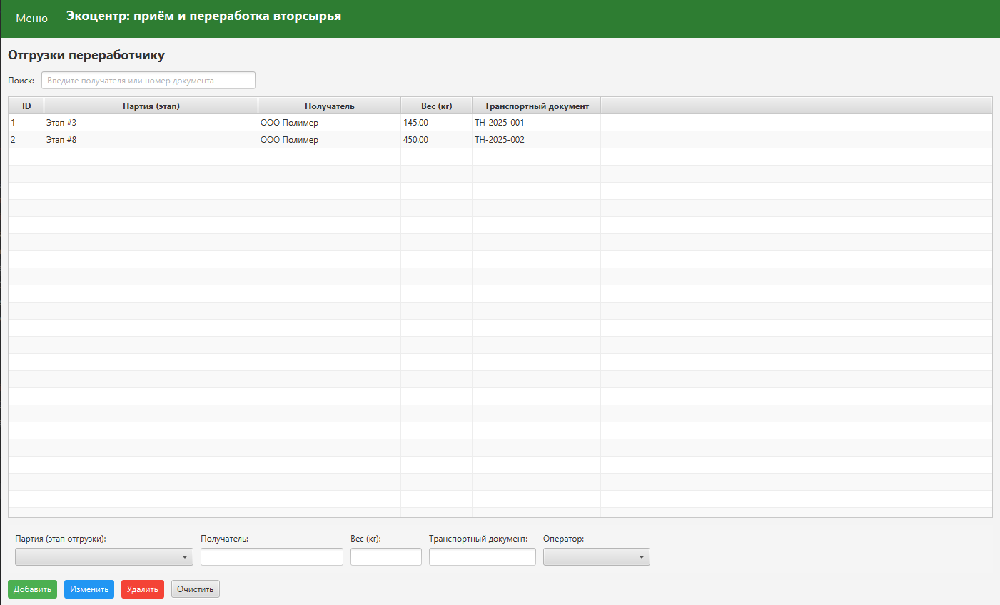 Меню Экоцентр: приём и переработка вторсырья
Отгрузки переработчику
Поиск: Введите получателя или номер документа
ID Партия (этап) Получатель Вес (кг) Транспортный документ
1 Этап #3 ООО Полимер 145.00 ТН-2025-001
2 Этап #8 ООО Полимер 450.00 ТН-2025-002
Партия (этап отгрузки): Получатель: Вес (кг): Транспортный документ: Оператор:
Добавить Изменить Удалить Очистить